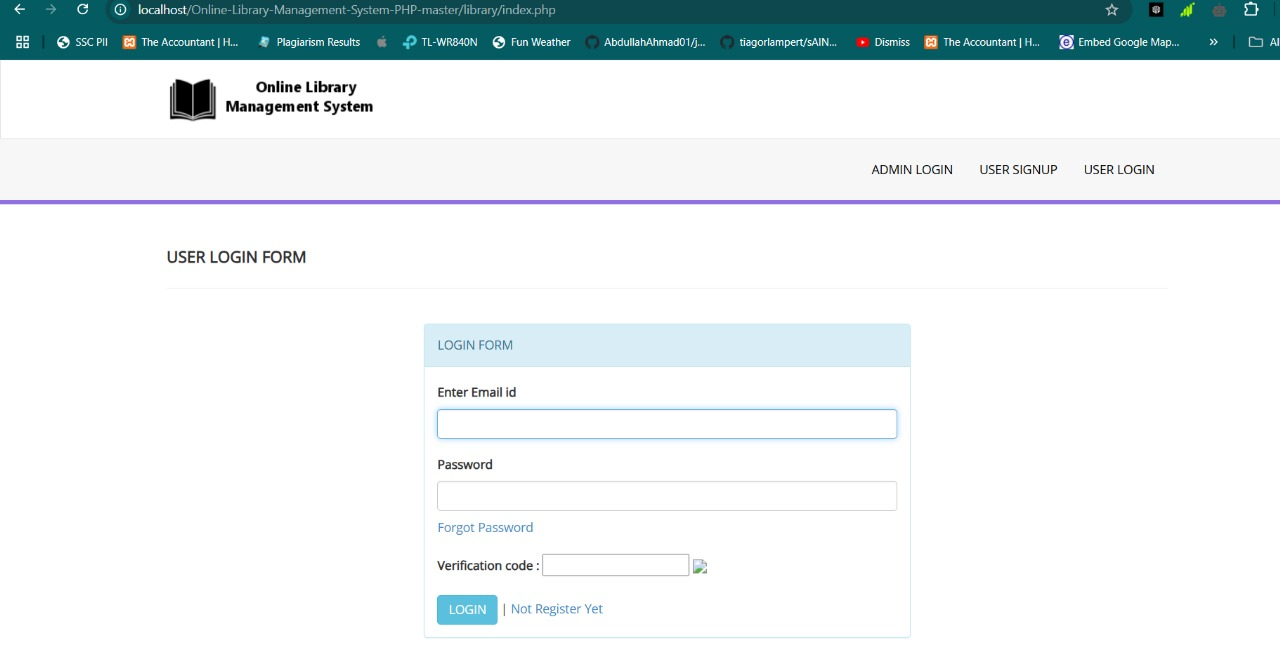 localhost/Online-Library-Management-System-PHP-master/library/index.php
SSC PII The Accountant | H... Plagiarism Results TL-WR840N Fun Weather AbdullahAhmad01/j... tiagorlampert/sAIN... Dismiss The Accountant | H... Embed Google Map... » Al
Online Library
Management System
ADMIN LOGIN USER SIGNUP USER LOGIN
USER LOGIN FORM
LOGIN FORM
Enter Email id
Password
Forgot Password
Verification code :
LOGIN | Not Register Yet